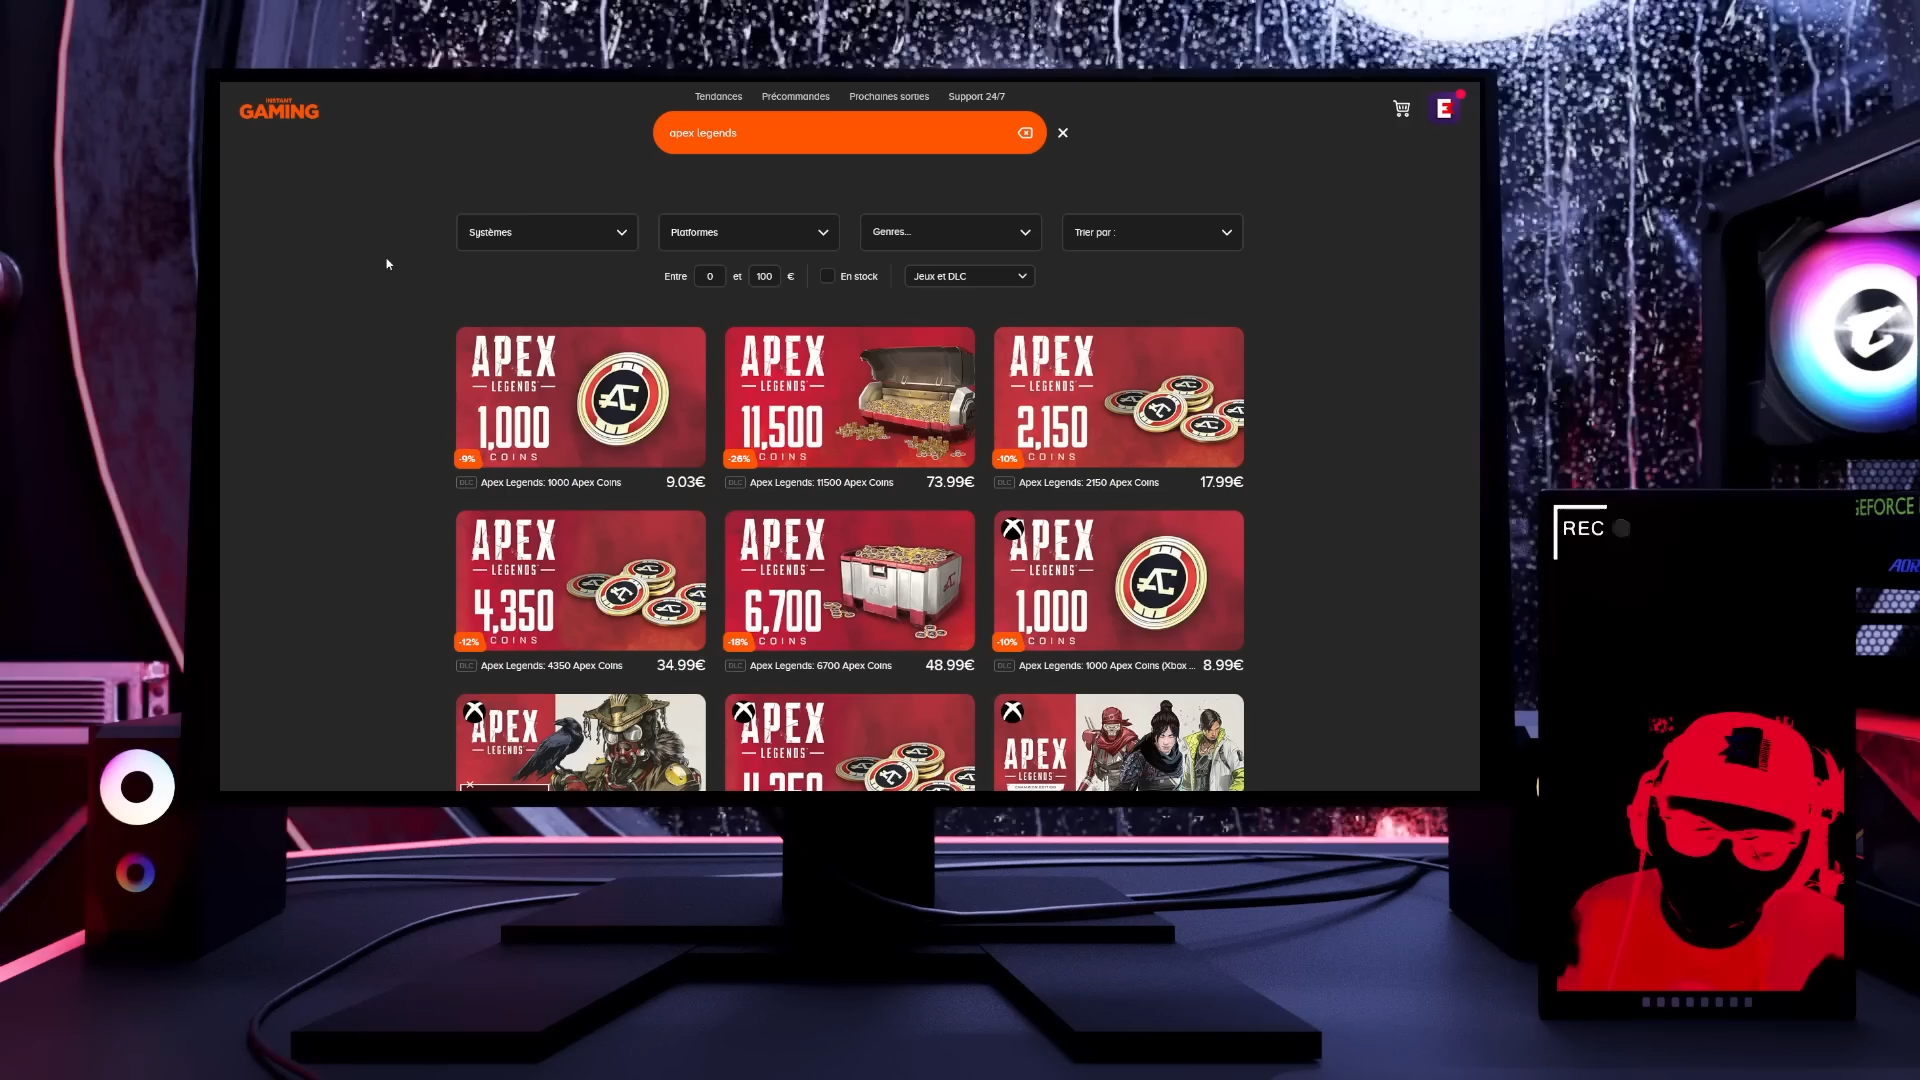 INSTANT
GAMING
Tendances
Précommandes
Prochaines sorties
Support 24/7
apex legends
E
Systèmes
Plateformes
Genres...
Trier par :
Entre
0
et
100
€
En stock
Jeux et DLC
APEX
LEGENDS
1,000
COINS
-9%
DLC
Apex Legends: 1000 Apex Coins
9.03€
APEX
LEGENDS
11,500
COINS
-26%
DLC
Apex Legends: 11500 Apex Coins
73.99€
APEX
LEGENDS
2,150
COINS
-10%
DLC
Apex Legends: 2150 Apex Coins
17.99€
APEX
LEGENDS
4,350
COINS
-12%
DLC
Apex Legends: 4350 Apex Coins
34.99€
APEX
LEGENDS
6,700
COINS
-18%
DLC
Apex Legends: 6700 Apex Coins
48.99€
APEX
LEGENDS
1,000
COINS
-10%
DLC
Apex Legends: 1000 Apex Coins (Xbox ...
8.99€
APEX
LEGENDS
APEX
LEGENDS
4,350
APEX
LEGENDS
CHAMPION EDITION
REC
GEFORCE
AOR